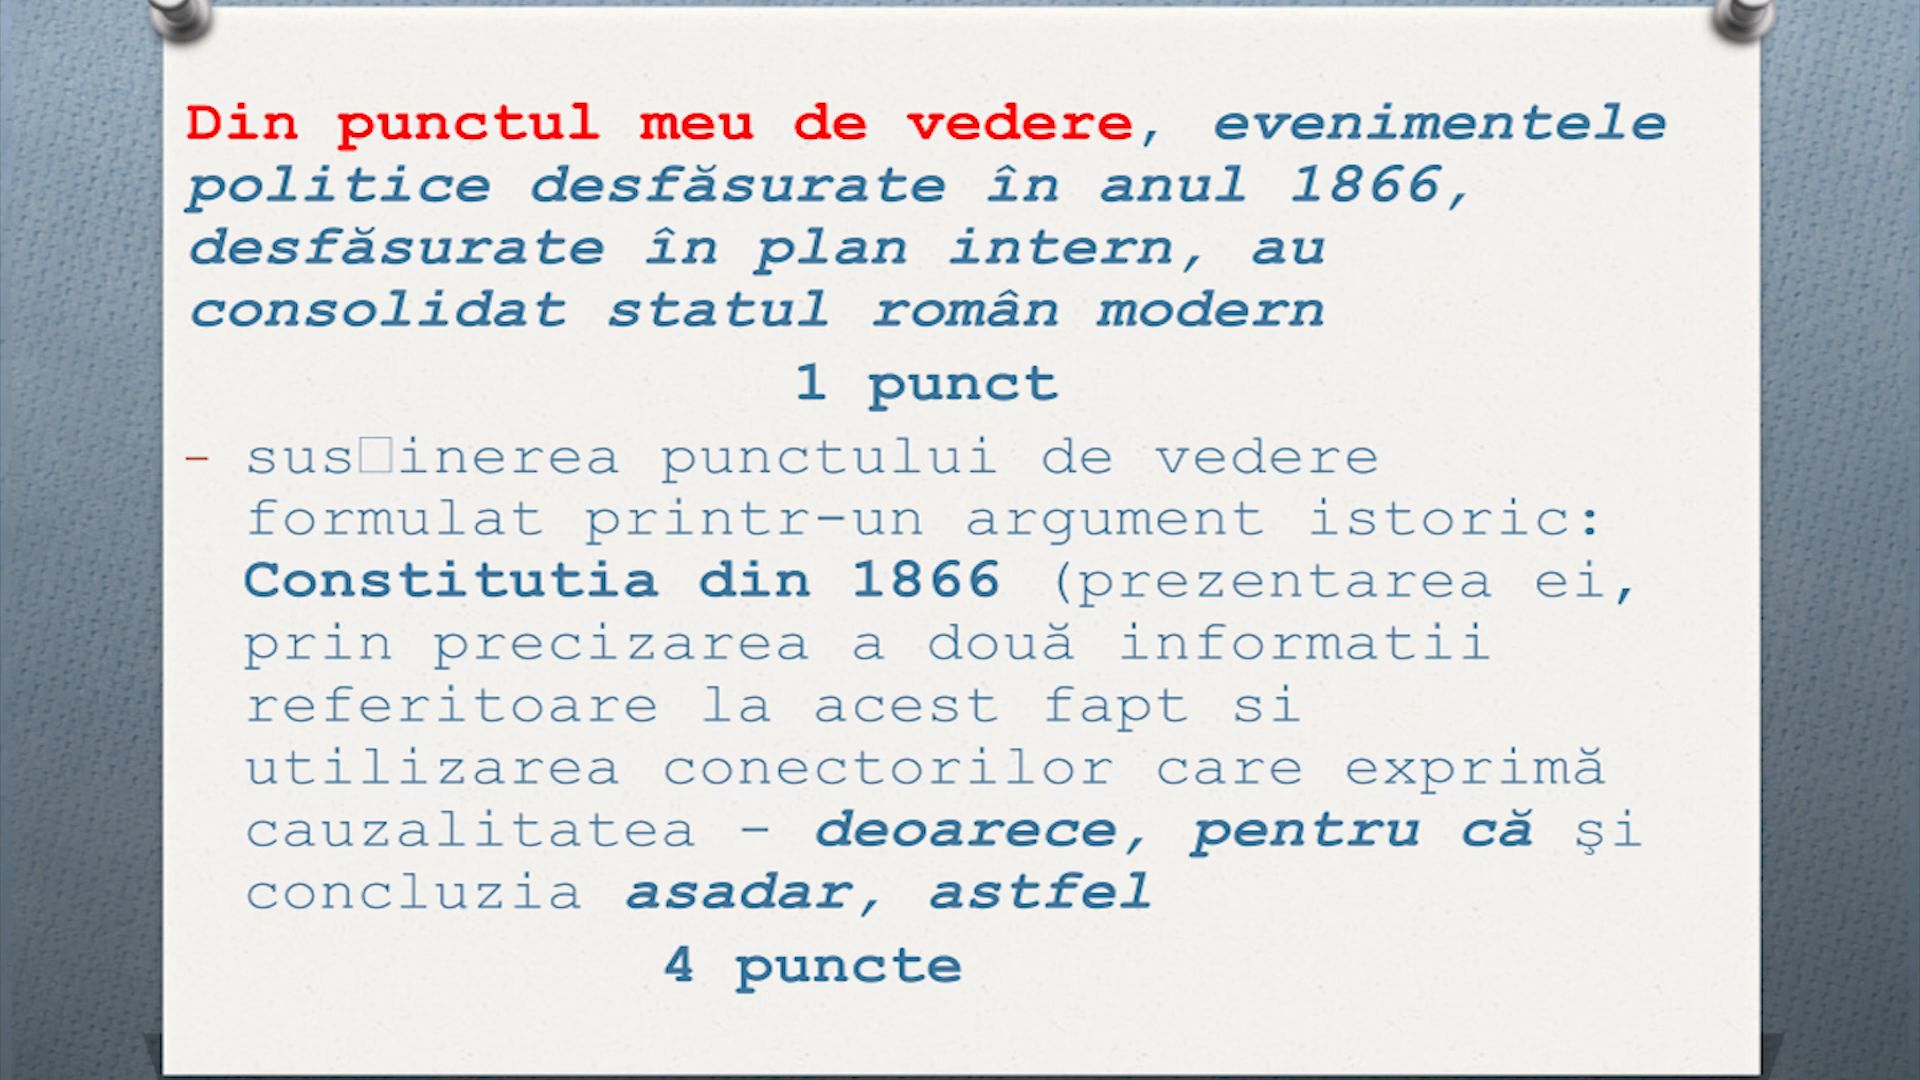 Din punctul meu de vedere, evenimentele
politice desfăsurate în anul 1866,
desfăsurate în plan intern, au
consolidat statul român modern
1 punct
- sus□inerea punctului de vedere
formulat printr-un argument istoric:
Constitutia din 1866 (prezentarea ei,
prin precizarea a două informatii
referitoare la acest fapt si
utilizarea conectorilor care exprimă
cauzalitatea - deoarece, pentru că şi
concluzia asadar, astfel
4 puncte